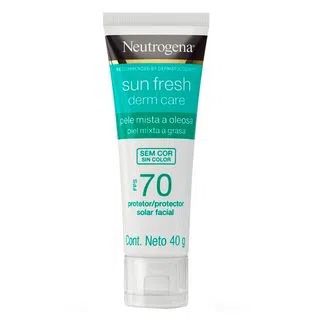 Neutrogena®
RECOMMENDED BY DERMATOLOGISTS
sun fresh
derm care
pele mista a oleosa
piel mixta a grasa
SEM COR
SIN COLOR
FPS 70
protetor/protector
solar facial
Cont. Neto 40 g